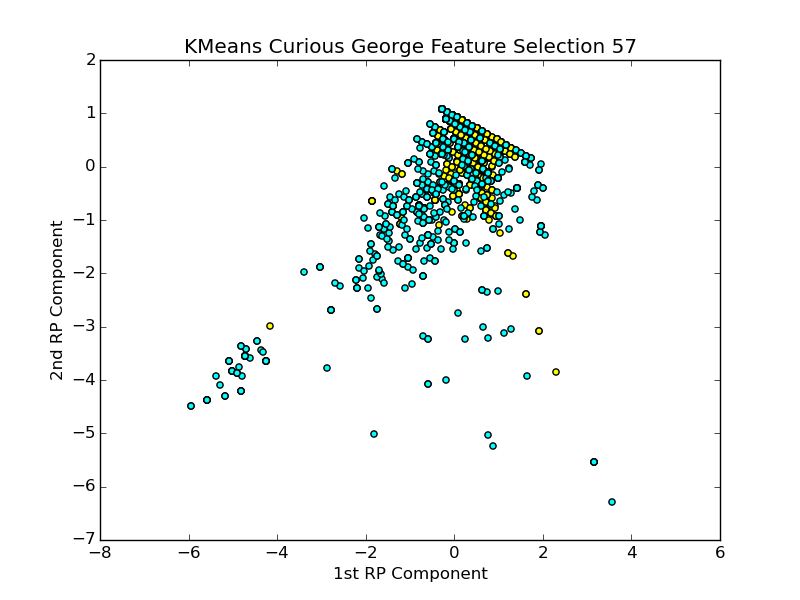 KMeans Curious George Feature Selection 57
2
1
0
−1
−2
−3
−4
−5
−6
−7
2nd RP Component
−8 −6 −4 −2 0 2 4 6
1st RP Component